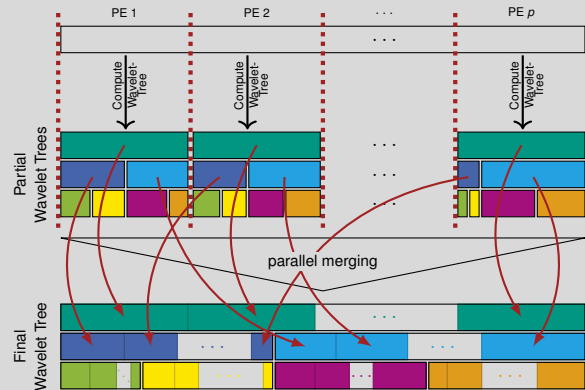 PE 1 PE 2 · · · PE p
· · ·
Compute
Wavelet-
Tree
Compute
Wavelet-
Tree
Compute
Wavelet-
Tree
Partial
Wavelet Trees
· · ·
· · ·
· · ·
parallel merging
Final
Wavelet Tree
· · ·
· · · · · ·
· · · · · · · · · · · ·